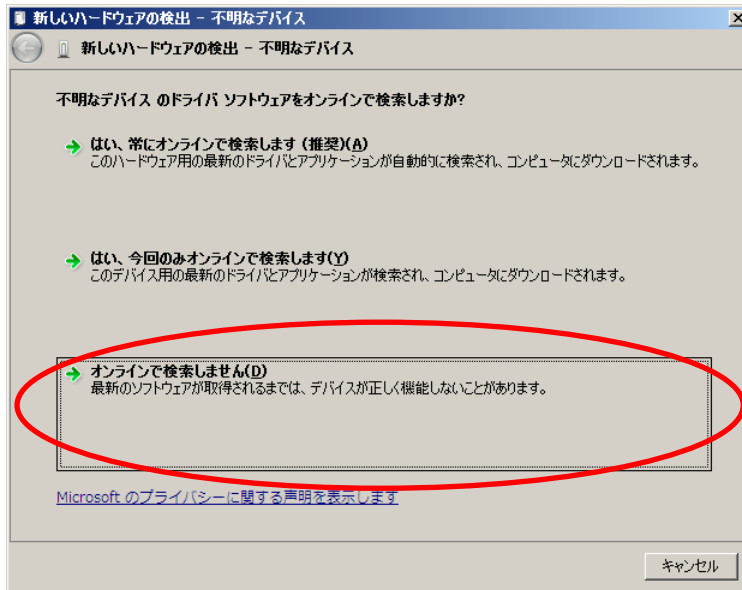 新しいハードウェアの検出 - 不明なデバイス
新しいハードウェアの検出 - 不明なデバイス
不明なデバイス のドライバ ソフトウェアをオンラインで検索しますか?
はい、常にオンラインで検索します (推奨)(A)
このハードウェア用の最新のドライバとアプリケーションが自動的に検索され、コンピュータにダウンロードされます。
はい、今回のみオンラインで検索します(Y)
このデバイス用の最新のドライバとアプリケーションが検索され、コンピュータにダウンロードされます。
オンラインで検索しません(D)
最新のソフトウェアが取得されるまでは、デバイスが正しく機能しないことがあります。
Microsoft のプライバシーに関する声明を表示します
キャンセル